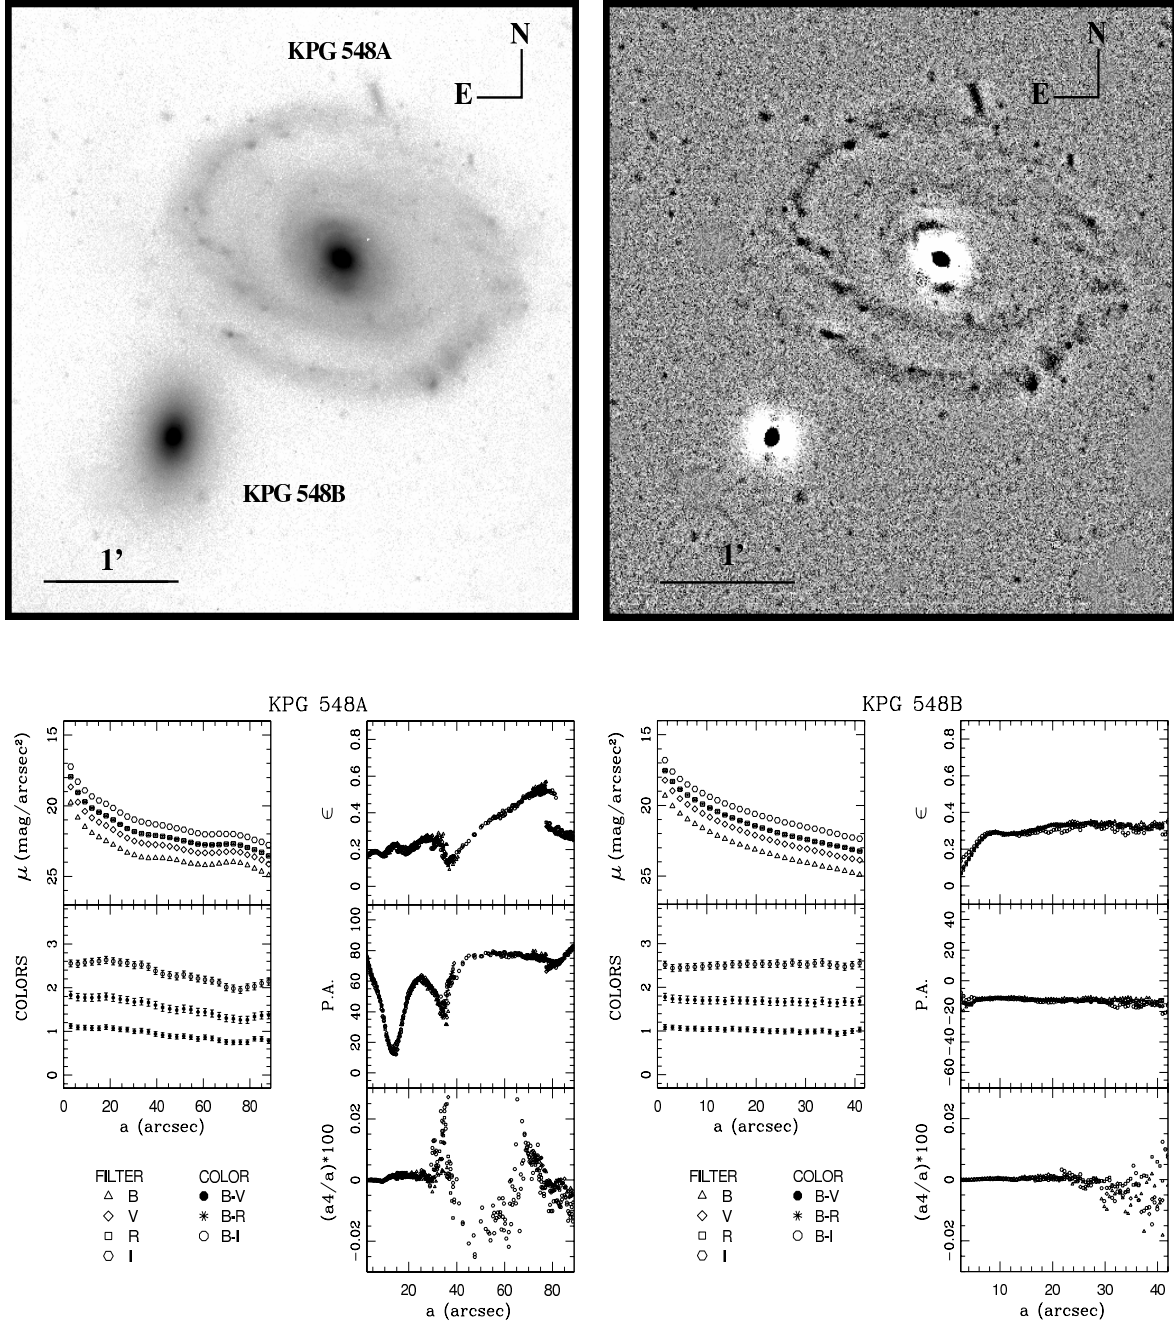 KPG 548A
N
E
KPG 548B
1’
N
E
1’
KPG 548A
KPG 548B
μ (mag/arcsec²)
15
20
25
COLORS
3
2
1
0
0 20 40 60 80
a (arcsec)
ϵ
0.8
0.6
0.4
0.2
0
P.A.
100
80
60
40
20
0
(a4/a)*100
0.02
0
-0.02
20 40 60 80
a (arcsec)
FILTER COLOR
B B-V
V B-R
R B-I
I
μ (mag/arcsec²)
15
20
25
COLORS
3
2
1
0
0 10 20 30 40
a (arcsec)
ϵ
0.8
0.6
0.4
0.2
0
P.A.
40
20
0
-20
-40
-60
(a4/a)*100
0.02
0
-0.02
10 20 30 40
a (arcsec)
FILTER COLOR
B B-V
V B-R
R B-I
I